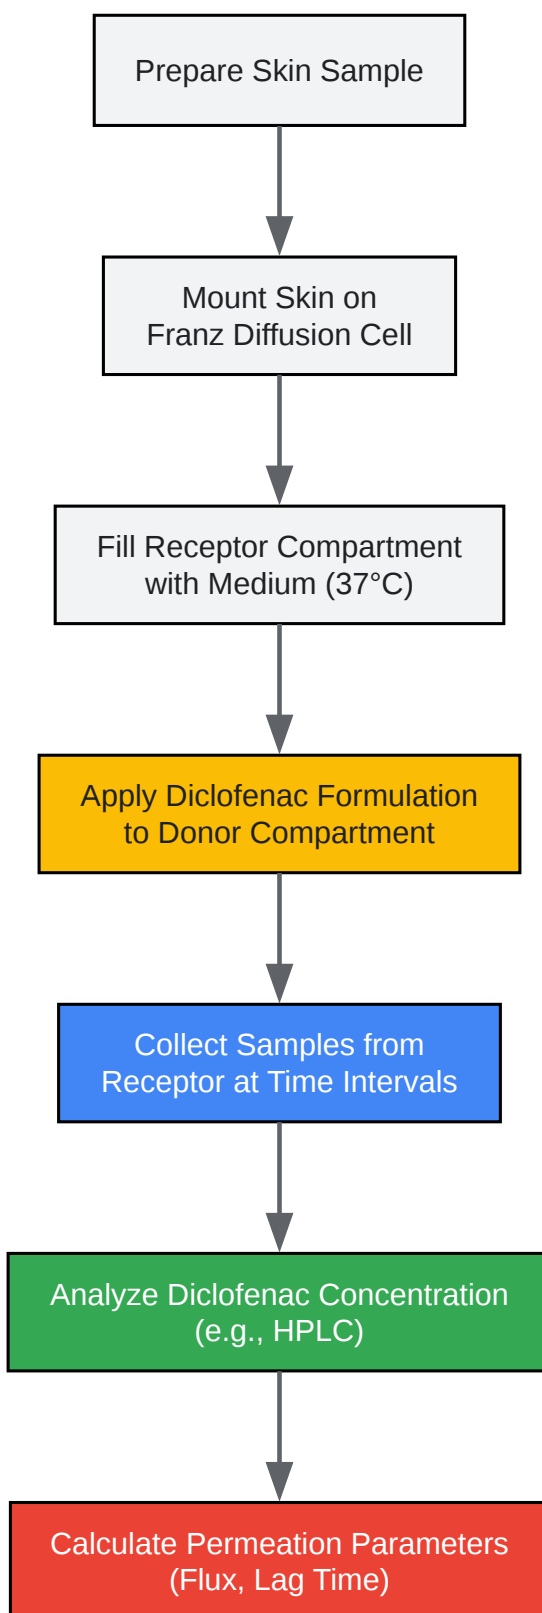 Prepare Skin Sample
Mount Skin on
Franz Diffusion Cell
Fill Receptor Compartment
with Medium (37°C)
Apply Diclofenac Formulation
to Donor Compartment
Collect Samples from
Receptor at Time Intervals
Analyze Diclofenac Concentration
(e.g., HPLC)
Calculate Permeation Parameters
(Flux, Lag Time)